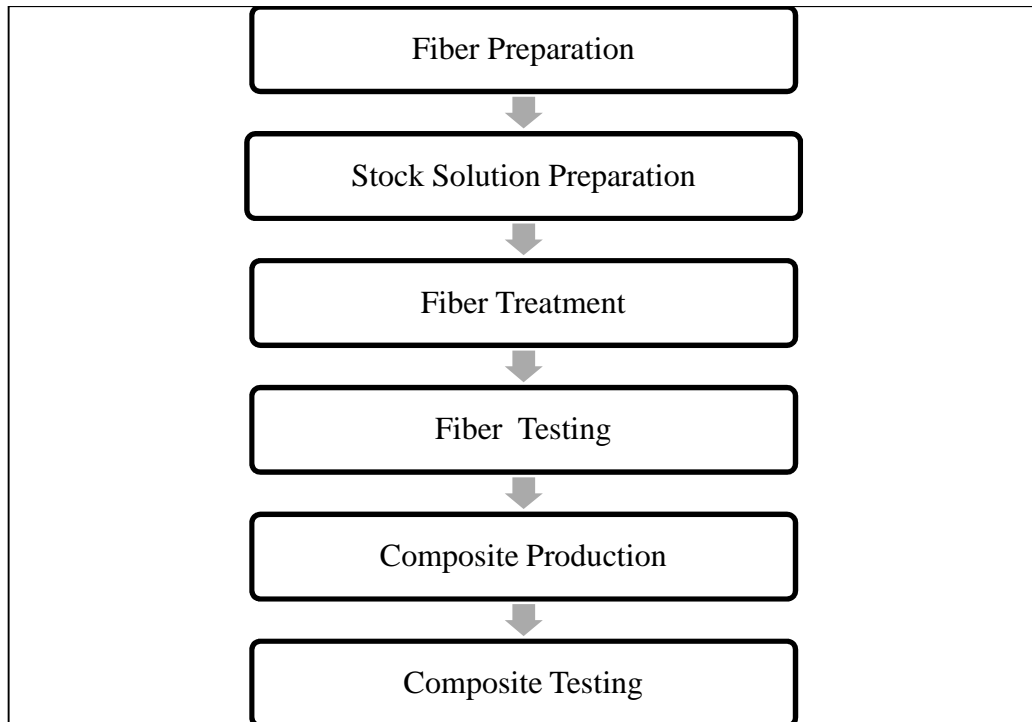 Fiber Preparation
Stock Solution Preparation
Fiber Treatment
Fiber  Testing
Composite Production
Composite Testing